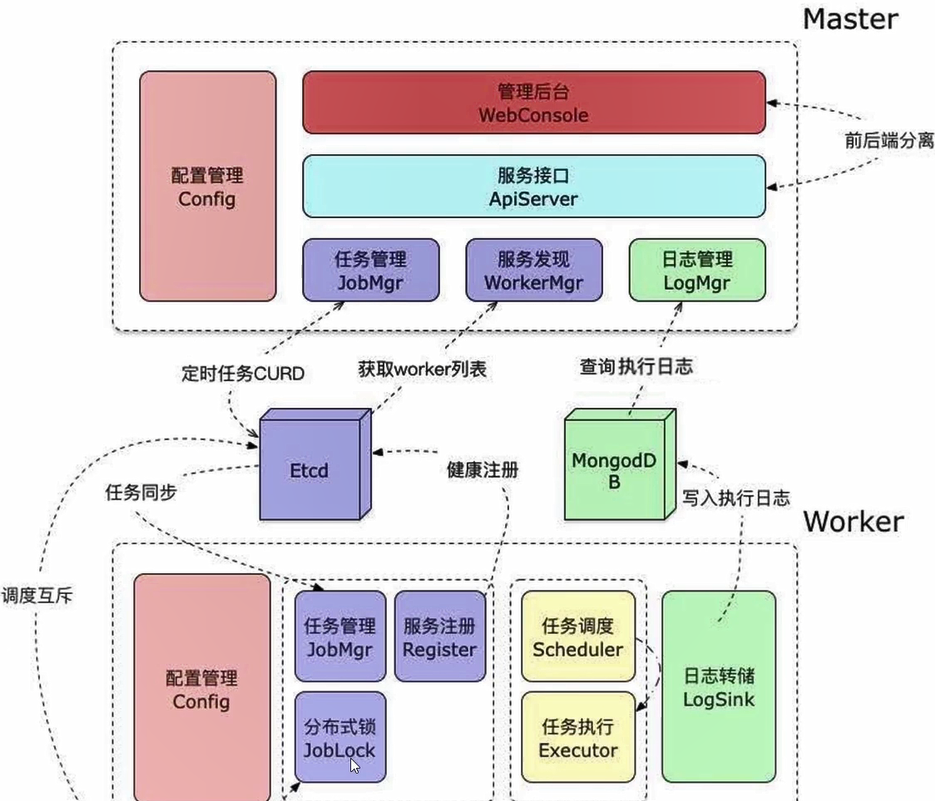 Master
管理后台
WebConsole
前后端分离
配置管理
Config
服务接口
ApiServer
任务管理
JobMgr
服务发现
WorkerMgr
日志管理
LogMgr
定时任务CURD
获取worker列表
查询执行日志
Etcd
MongodD
B
健康注册
任务同步
写入执行日志
Worker
调度互斥
配置管理
Config
任务管理
JobMgr
服务注册
Register
分布式锁
JobLock
任务调度
Scheduler
任务执行
Executor
日志转储
LogSink